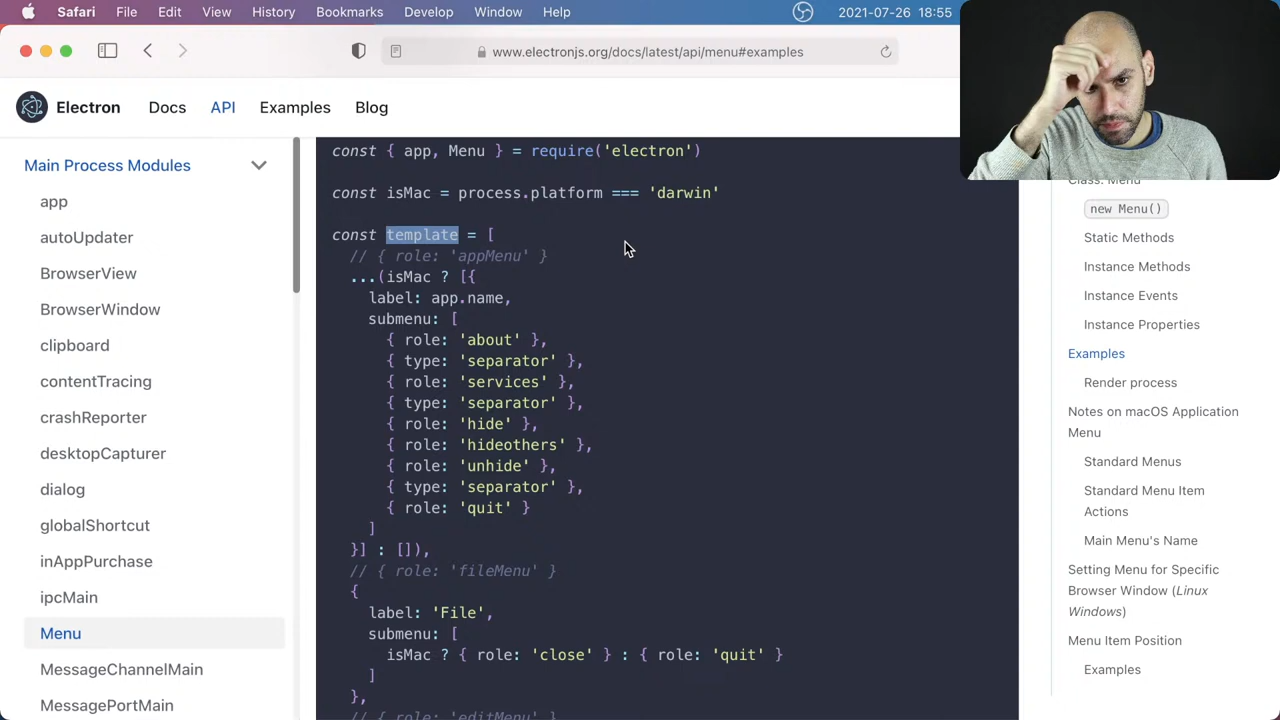 Safari File Edit View History Bookmarks Develop Window Help 2021-07-26 18:55
www.electronjs.org/docs/latest/api/menu#examples
Electron Docs API Examples Blog
Main Process Modules
app
autoUpdater
BrowserView
BrowserWindow
clipboard
contentTracing
crashReporter
desktopCapturer
dialog
globalShortcut
inAppPurchase
ipcMain
Menu
MessageChannelMain
MessagePortMain
const { app, Menu } = require('electron')
const isMac = process.platform === 'darwin'
const template = [
// { role: 'appMenu' }
...(isMac ? [{
label: app.name,
submenu: [
{ role: 'about' },
{ type: 'separator' },
{ role: 'services' },
{ type: 'separator' },
{ role: 'hide' },
{ role: 'hideothers' },
{ role: 'unhide' },
{ type: 'separator' },
{ role: 'quit' }
]
}] : []),
// { role: 'fileMenu' }
{
label: 'File',
submenu: [
isMac ? { role: 'close' } : { role: 'quit' }
]
},
// { role: 'editMenu' }
Class: Menu
new Menu()
Static Methods
Instance Methods
Instance Events
Instance Properties
Examples
Render process
Notes on macOS Application
Menu
Standard Menus
Standard Menu Item
Actions
Main Menu's Name
Setting Menu for Specific
Browser Window (Linux
Windows)
Menu Item Position
Examples